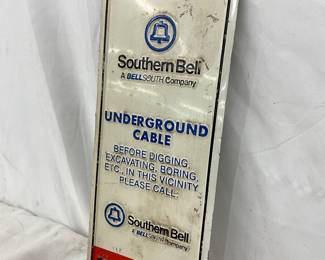 Southern Bell
A BELLSOUTH Company
UNDERGROUND
CABLE
BEFORE DIGGING,
EXCAVATING, BORING,
ETC., IN THIS VICINITY
PLEASE CALL:
Southern Bell
A BELLSOUTH Company